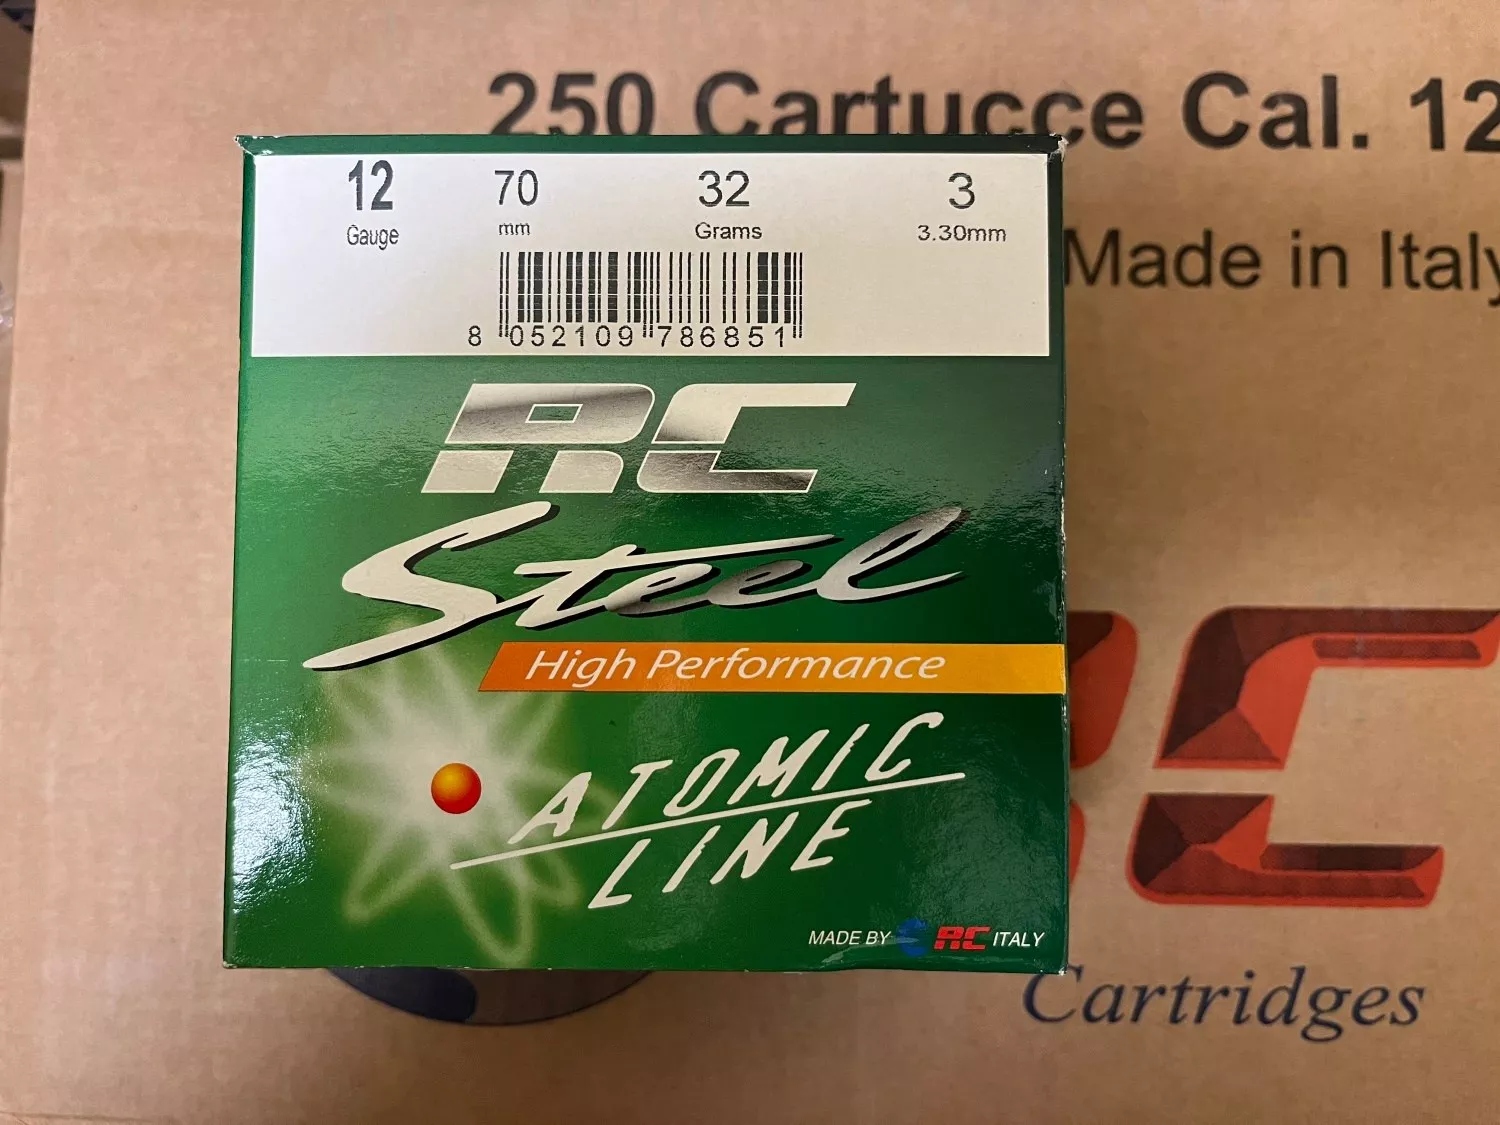 250 Cartucce Cal. 12
Made in Italy
12 70 32 3
Gauge mm Grams 3.30mm
8 052109 786851
RC
Steel
High Performance
ATOMIC
LINE
MADE BY RC ITALY
RC
Cartridges